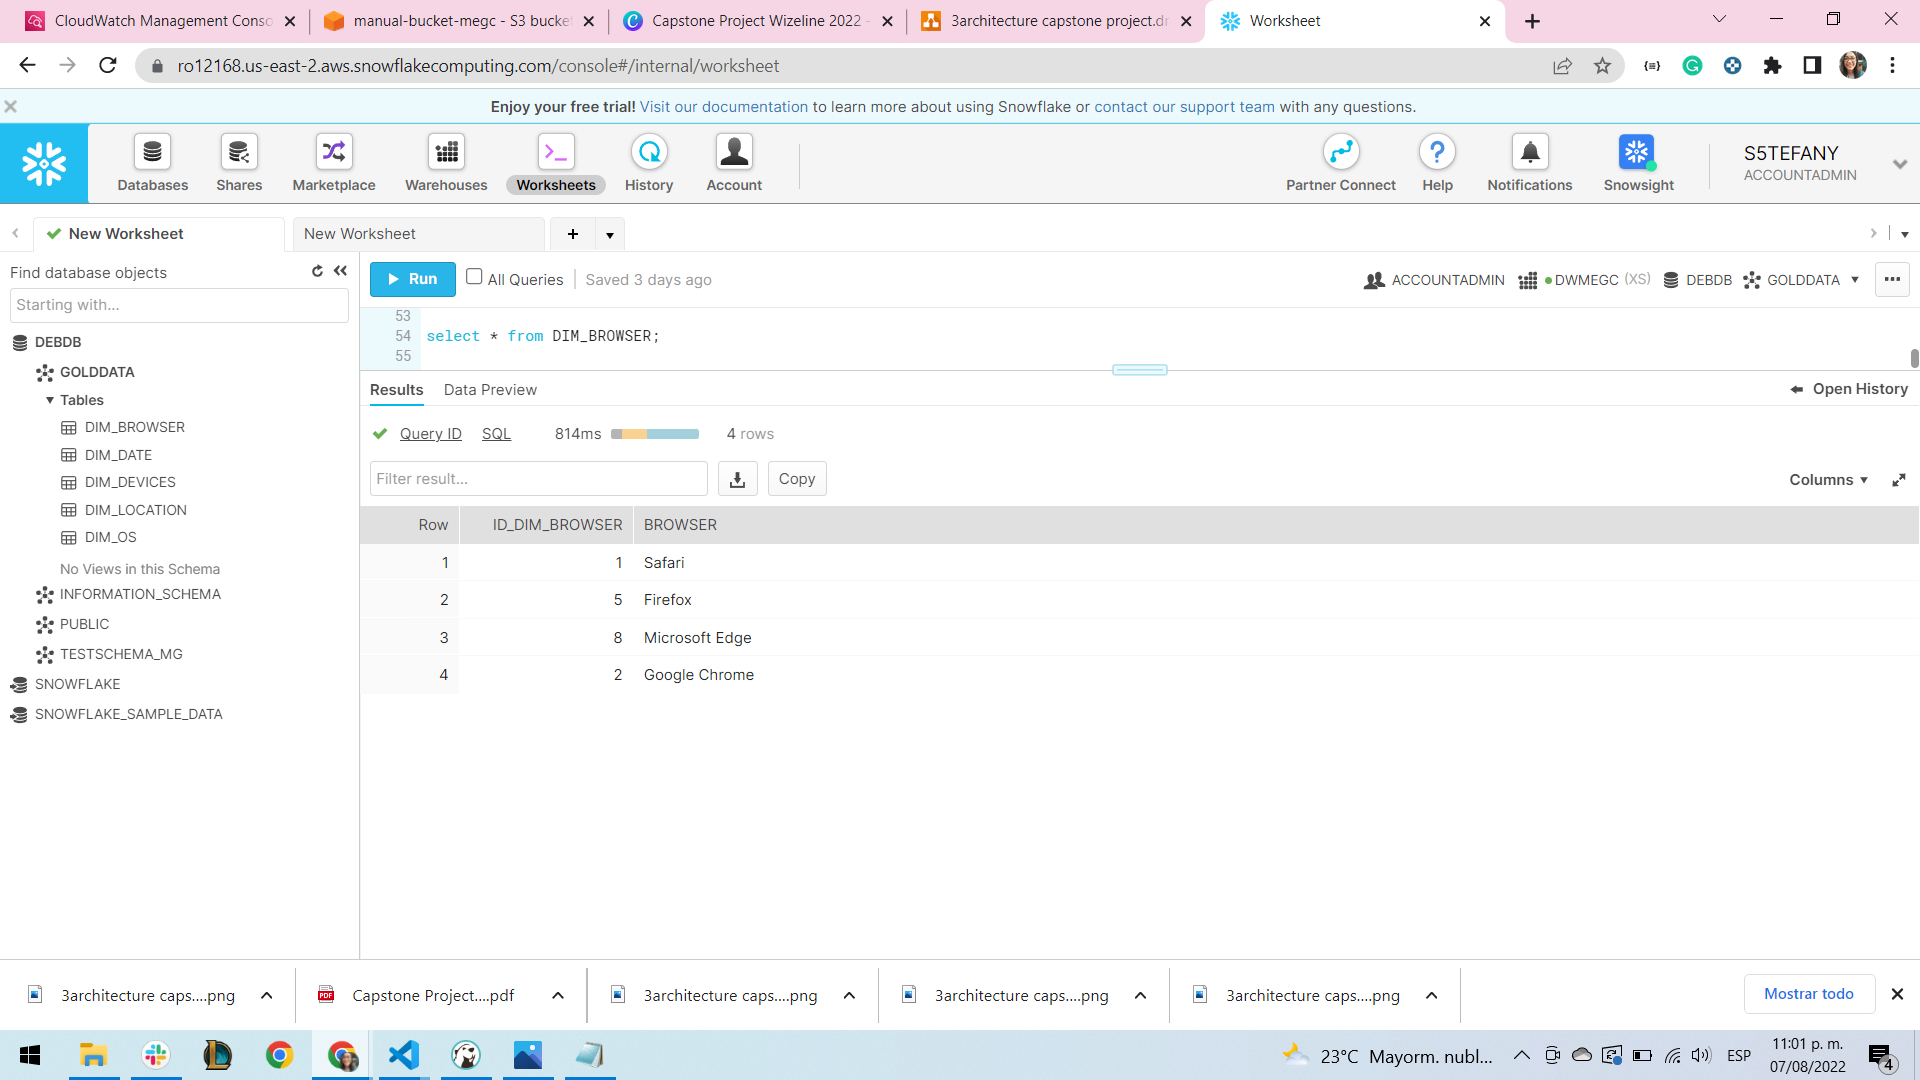 CloudWatch Management Conso
manual-bucket-megc - S3 bucke
Capstone Project Wizeline 2022 -
3architecture capstone project.dr
Worksheet
ro12168.us-east-2.aws.snowflakecomputing.com/console#/internal/worksheet
Enjoy your free trial! Visit our documentation to learn more about using Snowflake or contact our support team with any questions.
Databases
Shares
Marketplace
Warehouses
Worksheets
History
Account
Partner Connect
Help
Notifications
Snowsight
S5TEFANY
ACCOUNTADMIN
New Worksheet
New Worksheet
Find database objects
Starting with...
Run
All Queries
Saved 3 days ago
ACCOUNTADMIN
DWMEGC (XS)
DEBDB
GOLDDATA
53
54 select * from DIM_BROWSER;
55
DEBDB
GOLDDATA
Tables
DIM_BROWSER
DIM_DATE
DIM_DEVICES
DIM_LOCATION
DIM_OS
No Views in this Schema
INFORMATION_SCHEMA
PUBLIC
TESTSCHEMA_MG
SNOWFLAKE
SNOWFLAKE_SAMPLE_DATA
Results
Data Preview
Open History
Query ID
SQL
814ms
4 rows
Filter result...
Copy
Columns
Row ID_DIM_BROWSER BROWSER
1 1 Safari
2 5 Firefox
3 8 Microsoft Edge
4 2 Google Chrome
3architecture caps....png
PDF
Capstone Project....pdf
3architecture caps....png
3architecture caps....png
3architecture caps....png
Mostrar todo
23°C Mayorm. nubl...
ESP
11:01 p. m.
07/08/2022
4